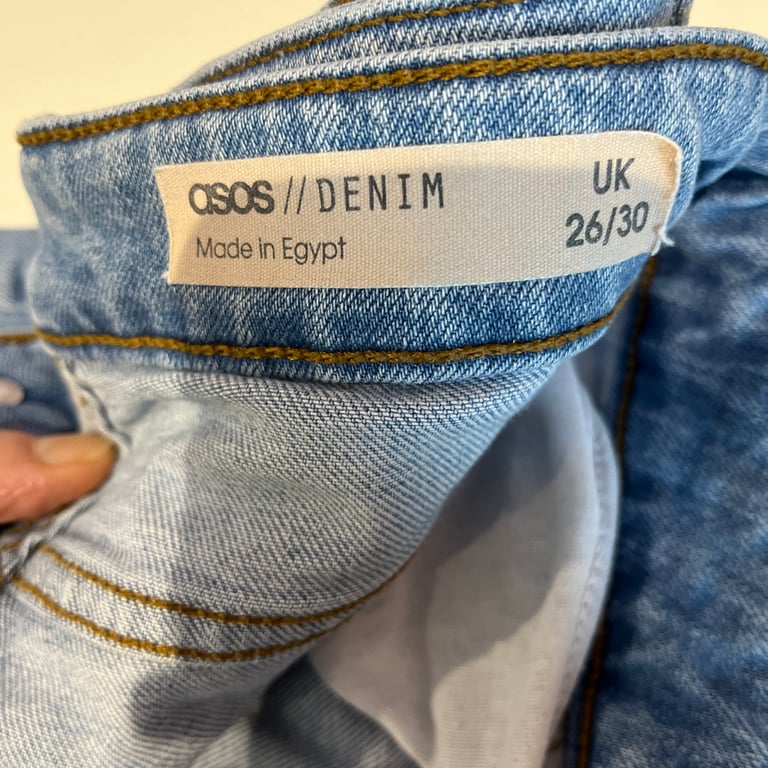 asos // DENIM
Made in Egypt
UK
26/30